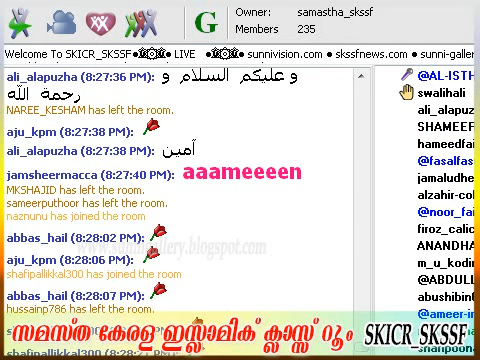 Owner: samastha_skssf
Members 235
Welcome To SKICR_SKSSF LIVE sunnivision.com ● skssfnews.com ● sunni-galler
ali_alapuzha (8:27:36 PM): و عليكم السلام و
رحمة الله
NAREE_KESHAM has left the room.
aju_kpm (8:27:38 PM):
ali_alapuzha (8:27:38 PM): آمين
jamsheermacca (8:27:40 PM): aaameeeen
MKSHAJID has left the room.
sameerputhoor has left the room.
naznunu has joined the room
abbas_hail (8:28:02 PM):
aju_kpm (8:28:06 PM):
shafipallikkal300 has joined the room
abbas_hail (8:28:07 PM):
hussainp786 has left the room.
@AL-ISTH
swalihali
ali_alapuz
SHAMEEF
hameedfai
@fasalfas
jamaludhe
alzahir-col
@noor_fai
firoz_calic
ANANDHA
m_u_kodin
@ABDULL
abushibin
@ameer-ir
സമസ്ത കേരള ഇസ്ലാമിക് ക്ലാസ്സ് റൂം SKICR_SKSSF